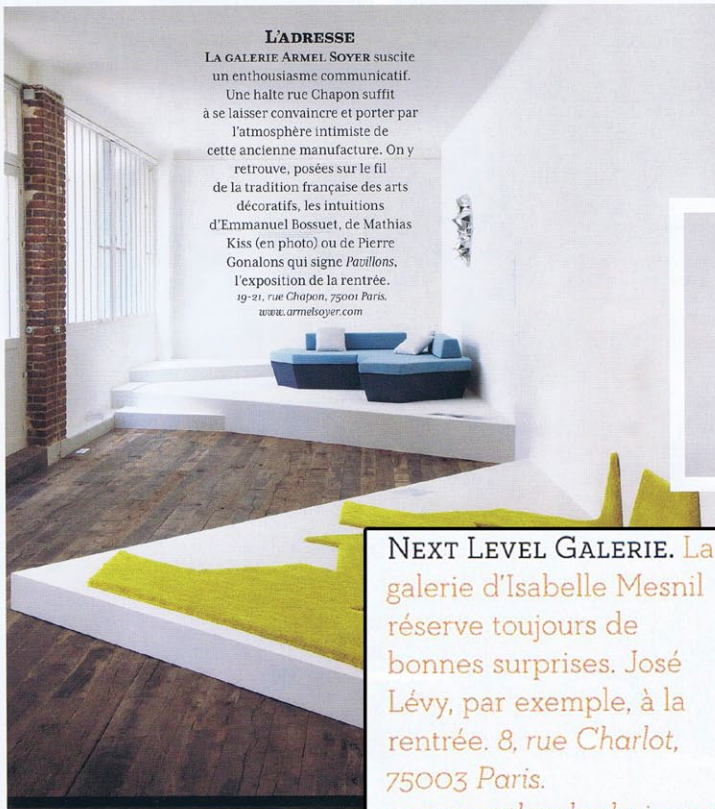 L'ADRESSE
LA GALERIE ARMEL SOYER suscite
un enthousiasme communicatif.
Une halte rue Chapon suffit
à se laisser convaincre et porter par
l'atmosphère intimiste de
cette ancienne manufacture. On y
retrouve, posées sur le fil
de la tradition française des arts
décoratifs, les intuitions
d'Emmanuel Bossuet, de Mathias
Kiss (en photo) ou de Pierre
Gonalons qui signe Pavillons,
l'exposition de la rentrée.
19-21, rue Chapon, 75001 Paris.
www.armelsoyer.com
NEXT LEVEL GALERIE. La
galerie d'Isabelle Mesnil
réserve toujours de
bonnes surprises. José
Lévy, par exemple, à la
rentrée. 8, rue Charlot,
75003 Paris.